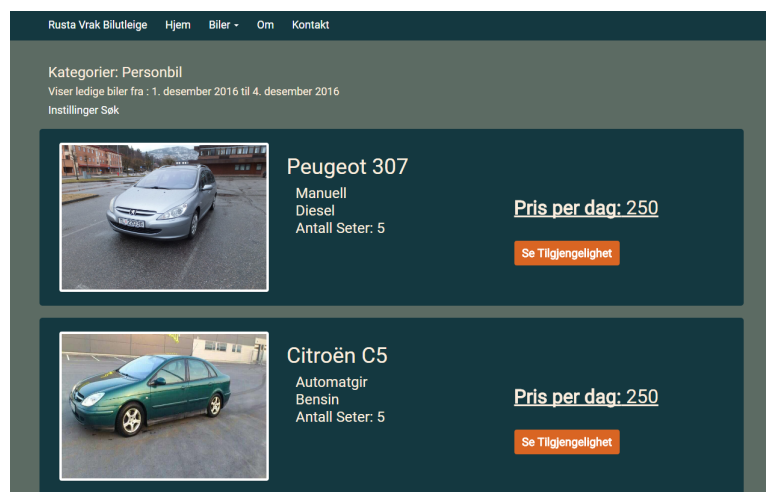 Rusta Vrak Bilutleige Hjem Biler Om Kontakt
Kategorier: Personbil
Viser ledige biler fra : 1. desember 2016 til 4. desember 2016
Instillinger Søk
Peugeot 307
Manuell
Diesel
Antall Seter: 5
Pris per dag: 250
Se Tilgjengelighet
Citroën C5
Automatgir
Bensin
Antall Seter: 5
Pris per dag: 250
Se Tilgjengelighet